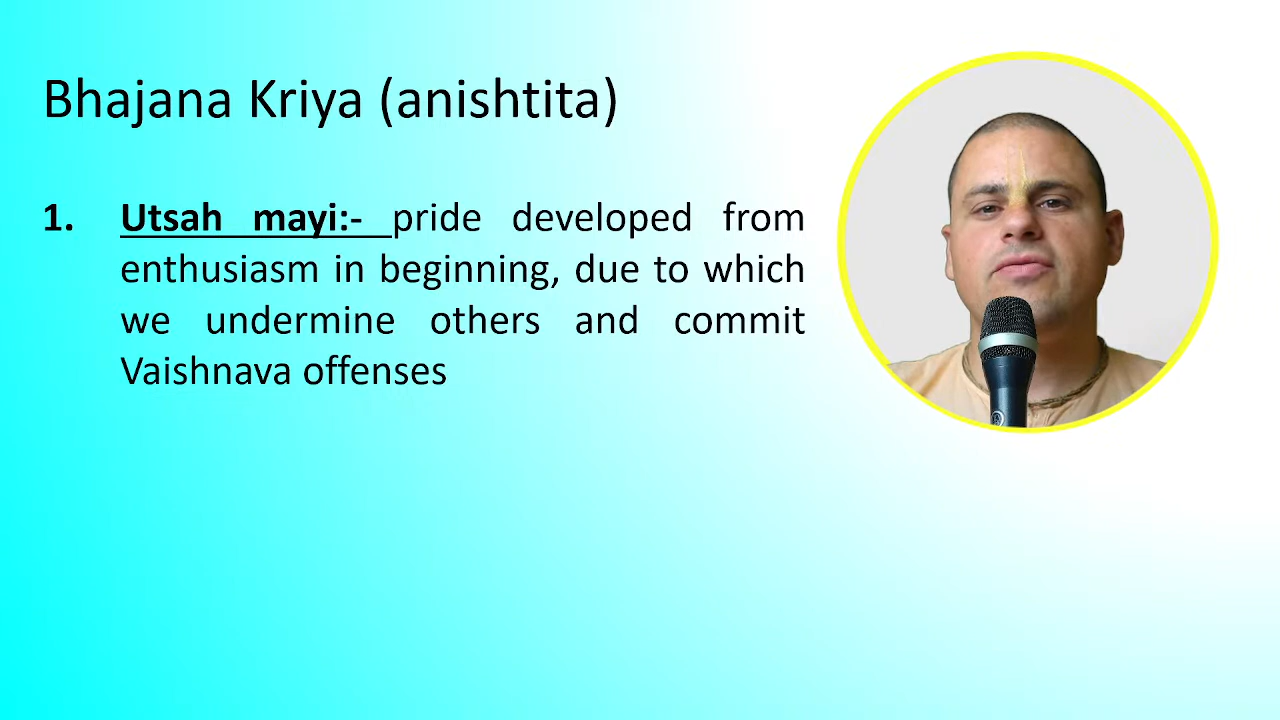 Bhajana Kriya (anishtita)
1. Utsah mayi:- pride developed from
enthusiasm in beginning, due to which
we undermine others and commit
Vaishnava offenses